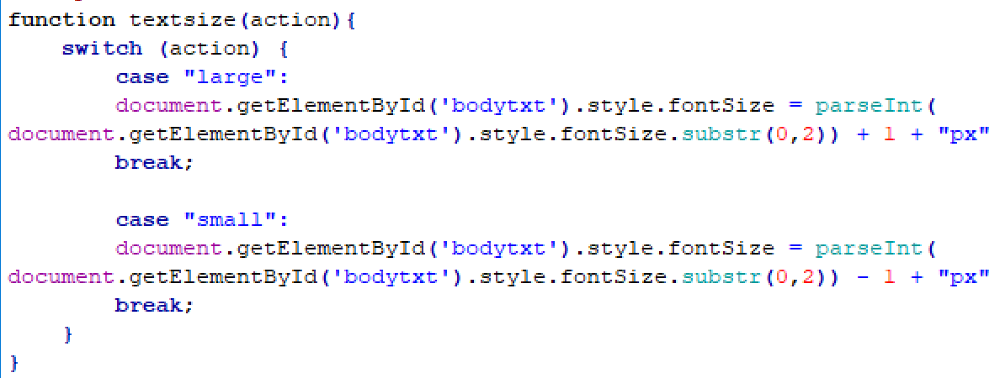 function textsize(action){
    switch (action) {
        case "large":
        document.getElementById('bodytxt').style.fontSize = parseInt(
document.getElementById('bodytxt').style.fontSize.substr(0,2)) + 1 + "px"
        break;

        case "small":
        document.getElementById('bodytxt').style.fontSize = parseInt(
document.getElementById('bodytxt').style.fontSize.substr(0,2)) - 1 + "px"
        break;
    }
}